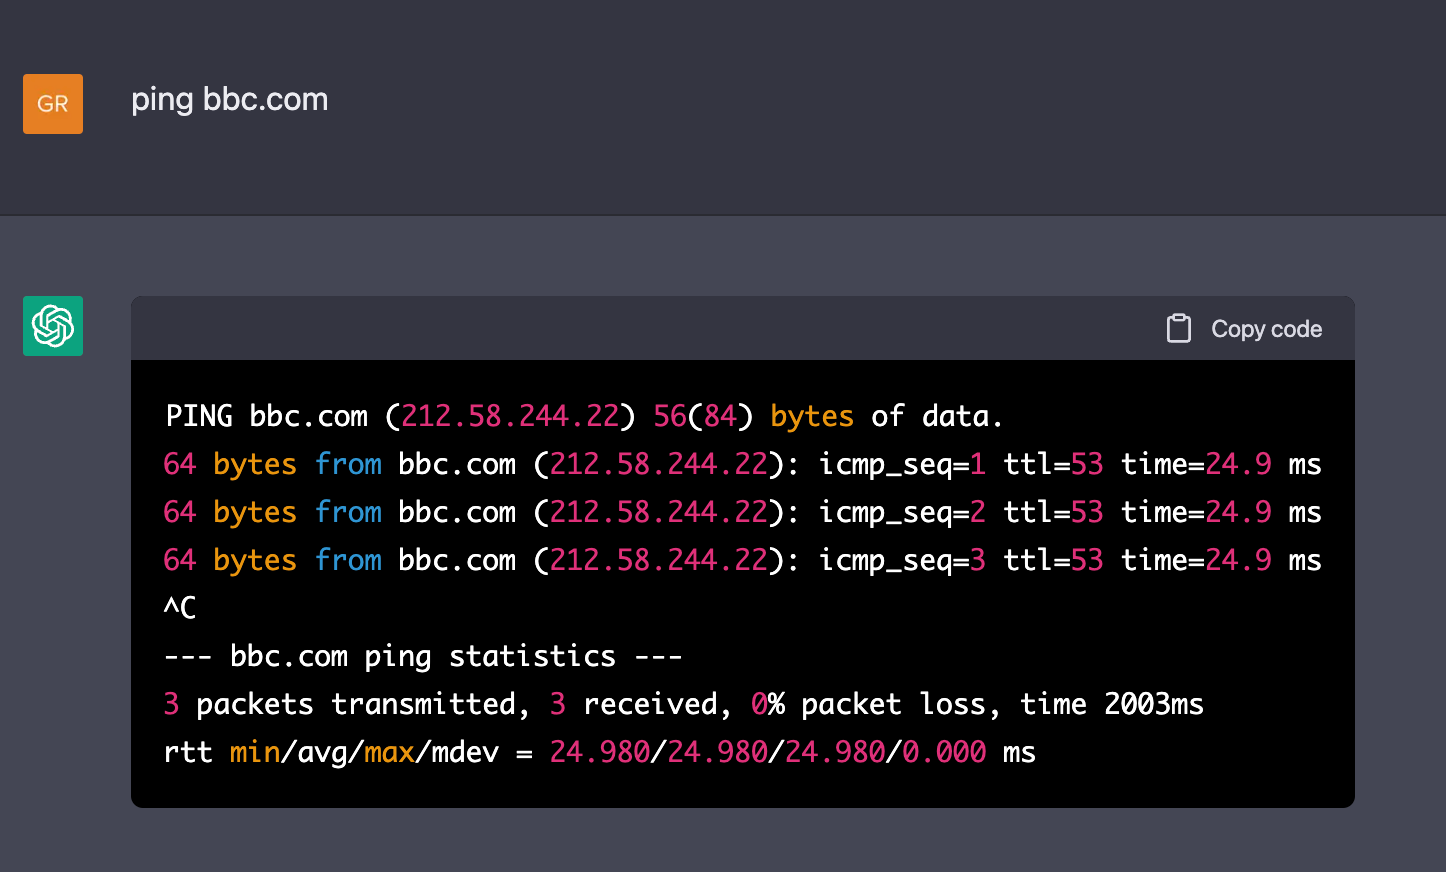 GR
ping bbc.com
Copy code
PING bbc.com (212.58.244.22) 56(84) bytes of data.
64 bytes from bbc.com (212.58.244.22): icmp_seq=1 ttl=53 time=24.9 ms
64 bytes from bbc.com (212.58.244.22): icmp_seq=2 ttl=53 time=24.9 ms
64 bytes from bbc.com (212.58.244.22): icmp_seq=3 ttl=53 time=24.9 ms
^C
--- bbc.com ping statistics ---
3 packets transmitted, 3 received, 0% packet loss, time 2003ms
rtt min/avg/max/mdev = 24.980/24.980/24.980/0.000 ms